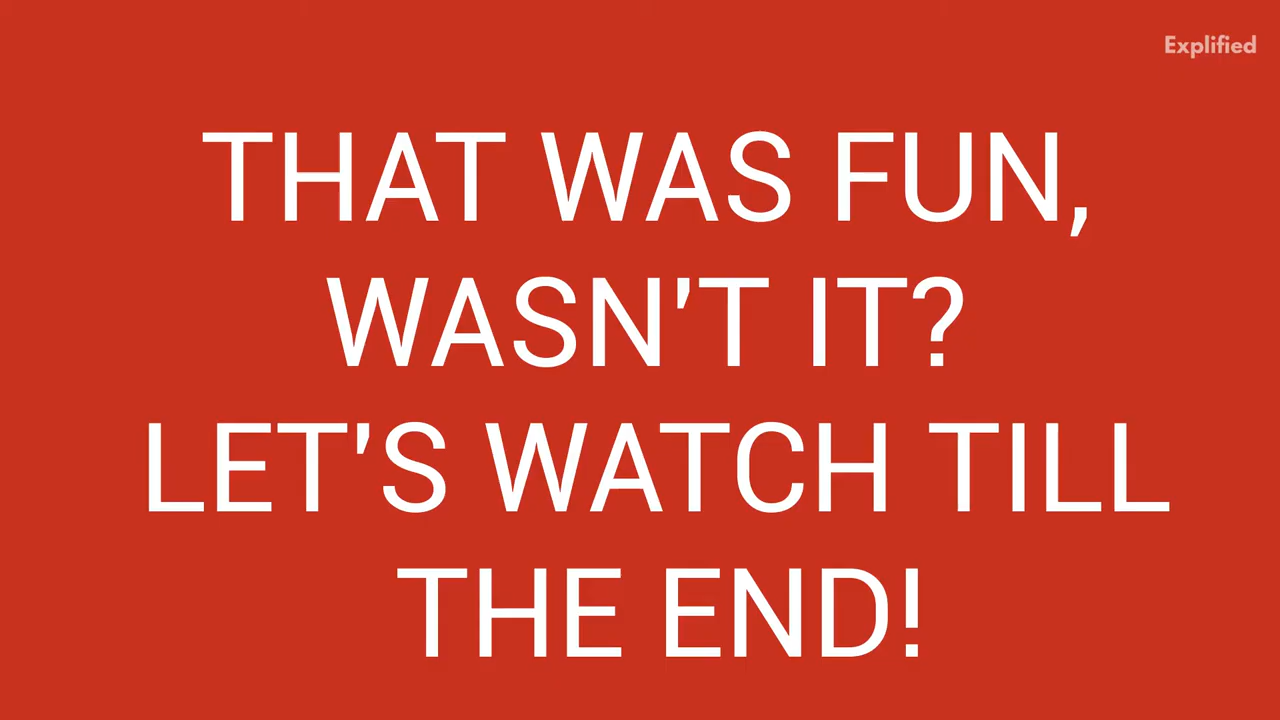 Explified
THAT WAS FUN,
WASN'T IT?
LET'S WATCH TILL
THE END!